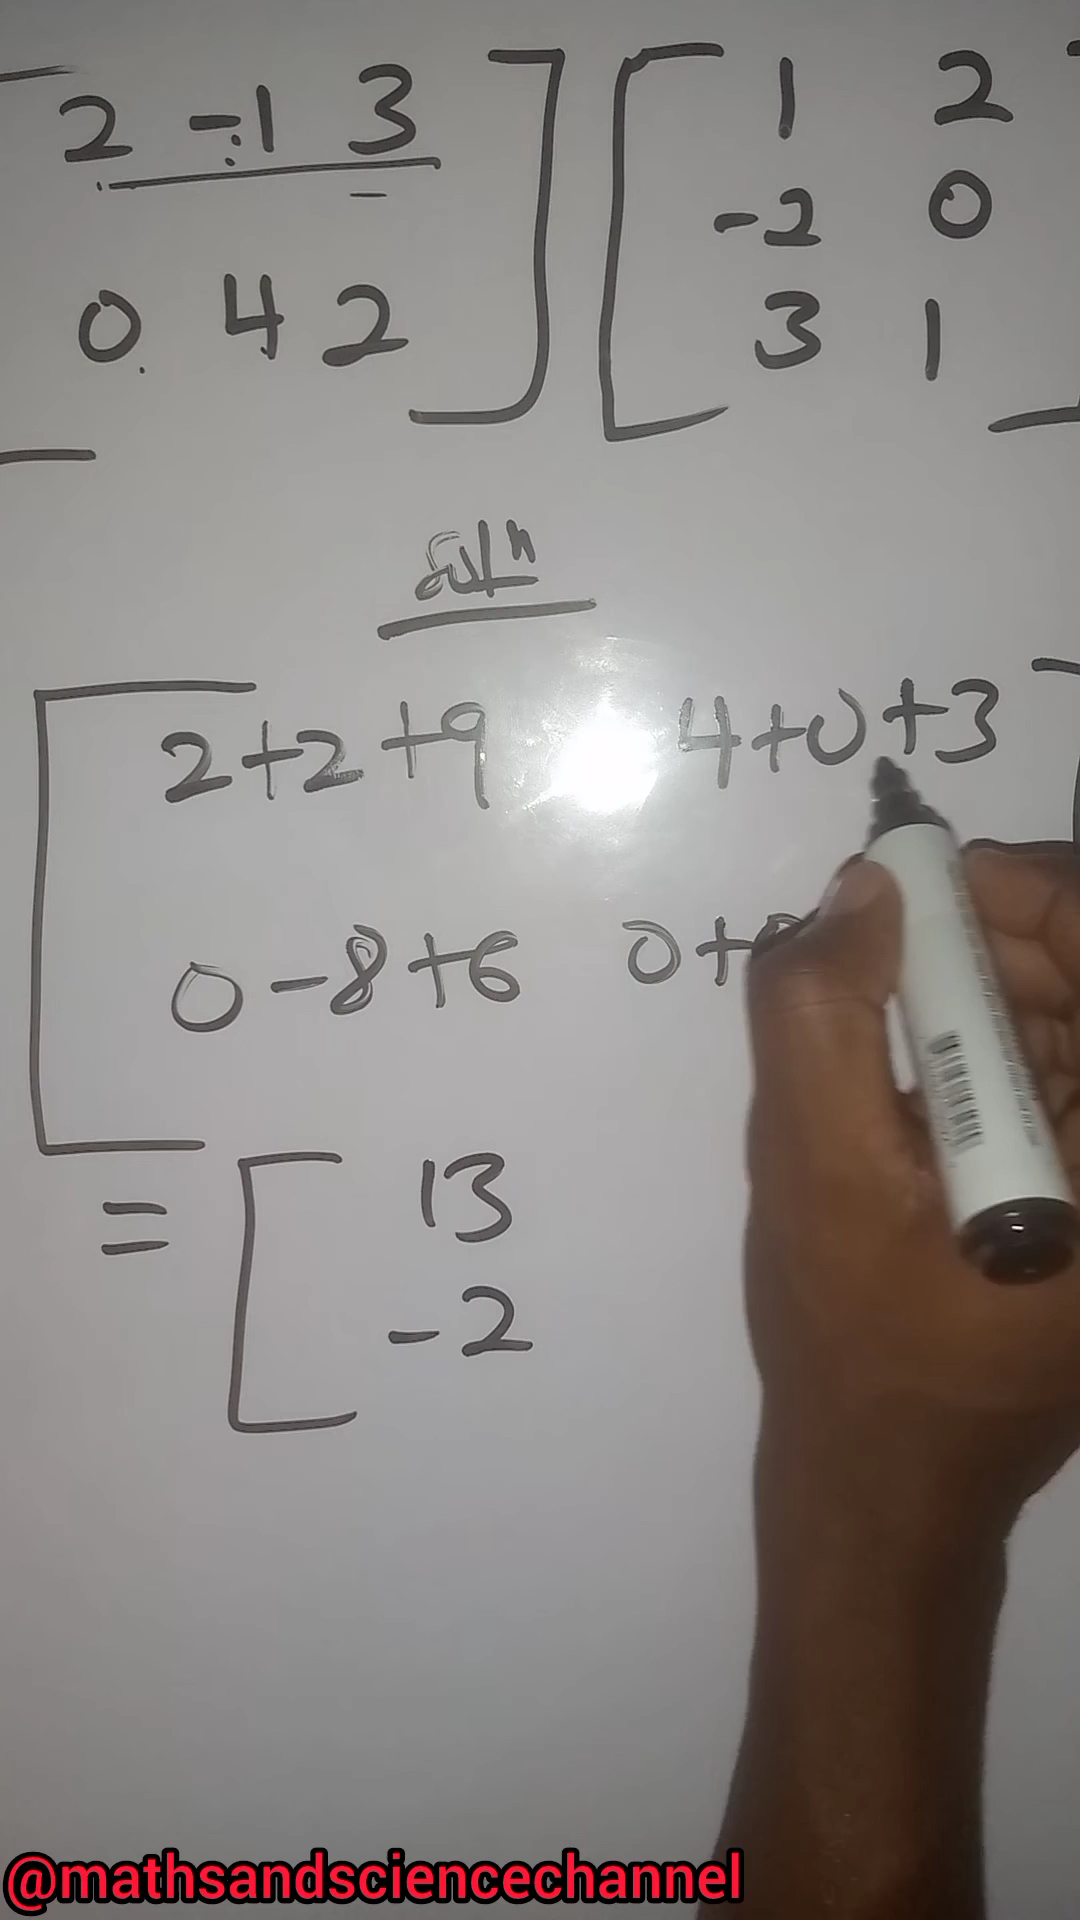 2 -1 3 1 2
-2 0
0 4 2 3 1
Soln
2+2+9 4+0+3
0-8+6 0+0
= 13
-2
@mathsandsciencechannel